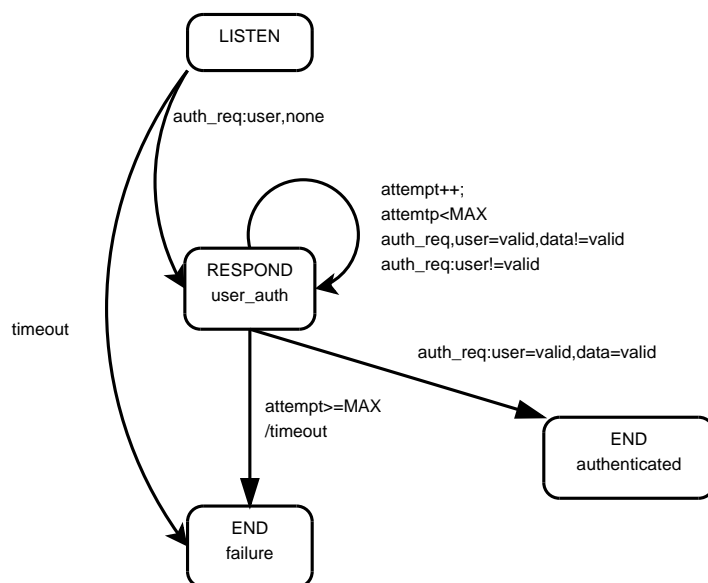 LISTEN
auth_req:user,none
attempt++;
attemtp<MAX
auth_req,user=valid,data!=valid
auth_req:user!=valid
RESPOND
user_auth
timeout
auth_req:user=valid,data=valid
attempt>=MAX
/timeout
END
authenticated
END
failure